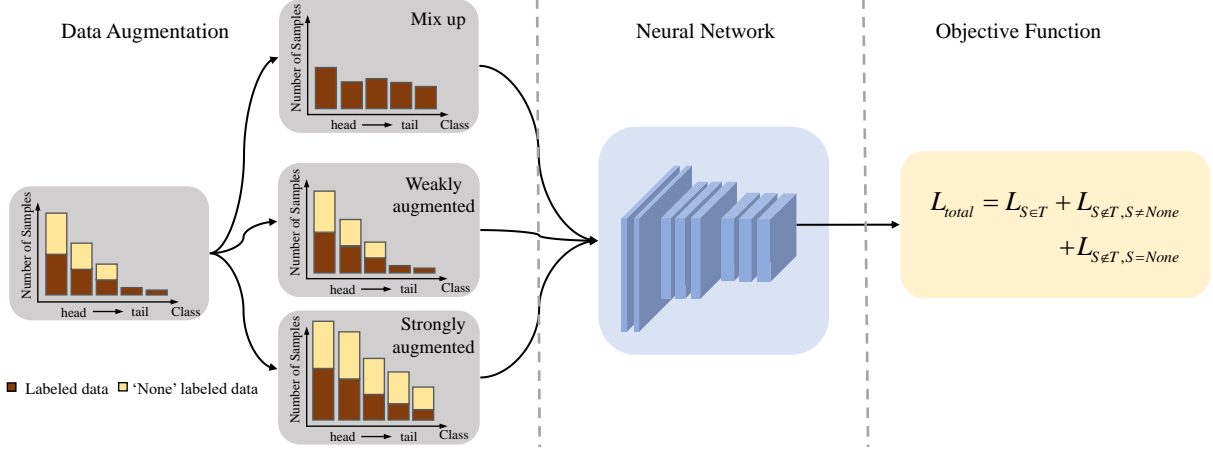 Data Augmentation
Mix up
Number of Samples
head
tail
Class
Weakly
augmented
Number of Samples
head
tail
Class
Strongly
augmented
Number of Samples
head
tail
Class
Number of Samples
head
tail
Class
Labeled data
‘None’ labeled data
Neural Network
Objective Function
L_{total} = L_{S∈T} + L_{S∉T, S≠None}
+ L_{S∉T, S=None}